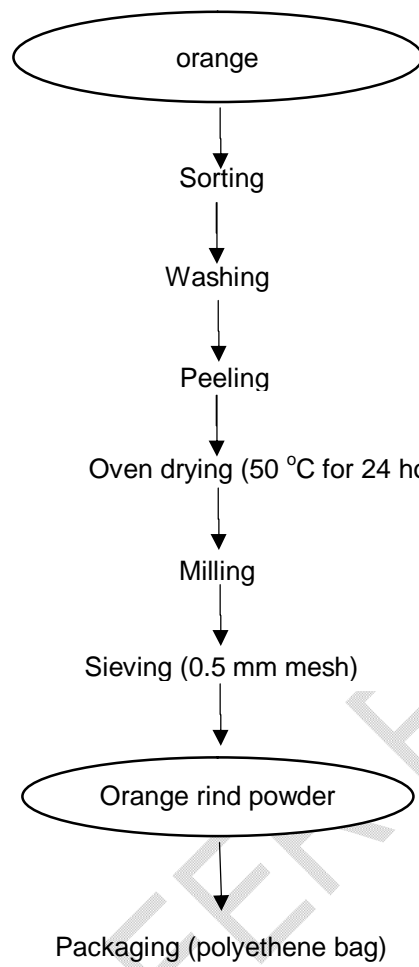 orange
Sorting
Washing
Peeling
Oven drying (50 °C for 24
Milling
Sieving (0.5 mm mesh)
Orange rind powder
Packaging (polyethene bag)